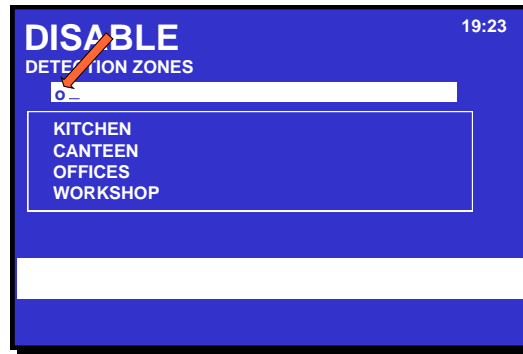 DISABLE
19:23
DETECTION ZONES
o_
KITCHEN
CANTEEN
OFFICES
WORKSHOP